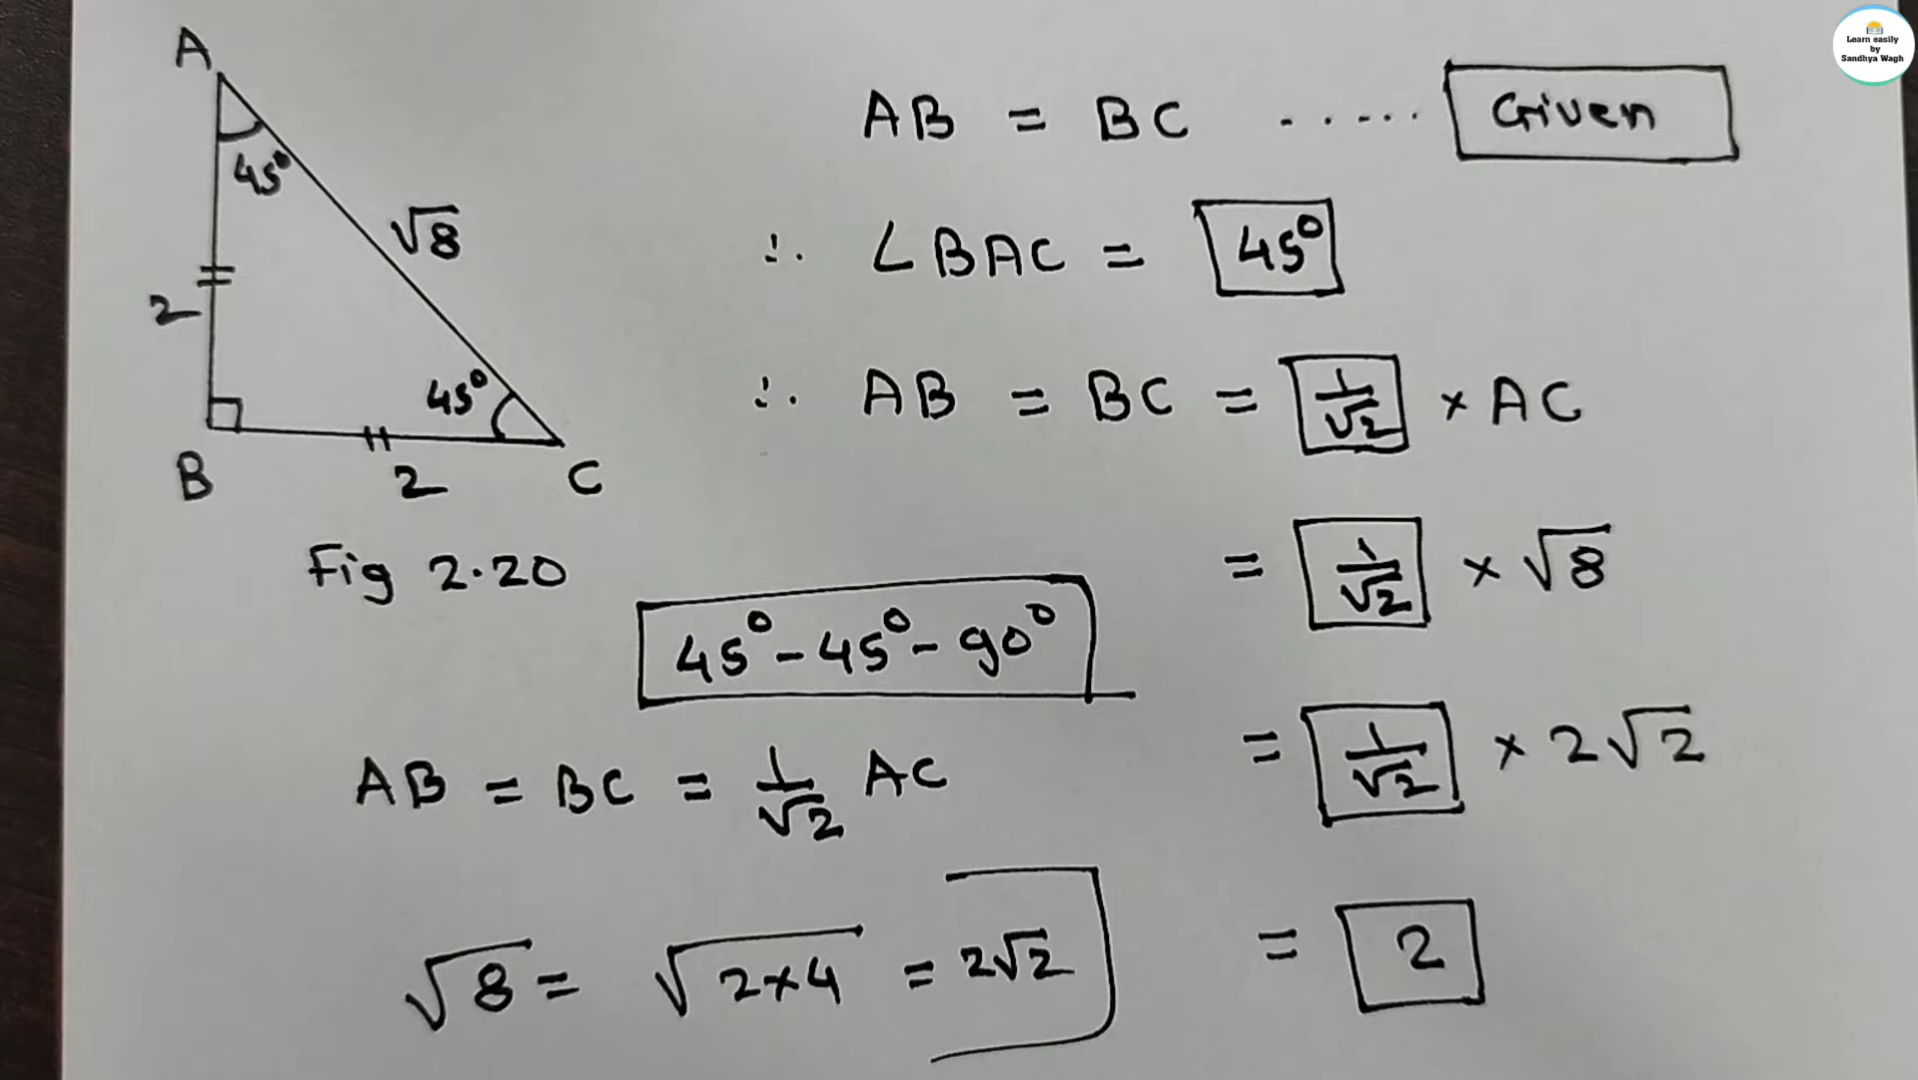 A
45°
√8
2
45°
B
2
C
Fig 2.20
45° - 45° - 90°
AB = BC = 1/√2 AC
√8 = √2×4 = 2√2
AB = BC ..... Given
∴ ∠BAC = 45°
∴ AB = BC = 1/√2 × AC
= 1/√2 × √8
= 1/√2 × 2√2
= 2
Learn easily
by
Sandhya Wagh